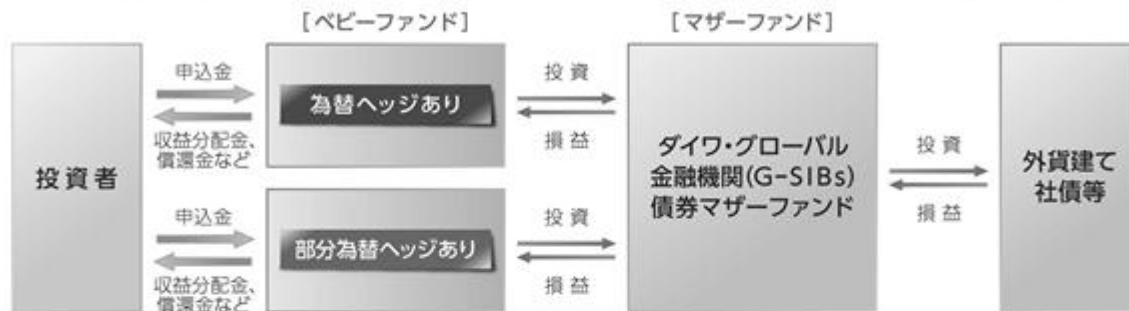 [ベビーファンド]
[マザーファンド]
投資者
申込金
収益分配金、
償還金など
為替ヘッジあり
投資
損益
申込金
収益分配金、
償還金など
部分為替ヘッジあり
投資
損益
ダイワ・グローバル
金融機関(G-SIBs)
債券マザーファンド
投資
損益
外貨建て
社債等